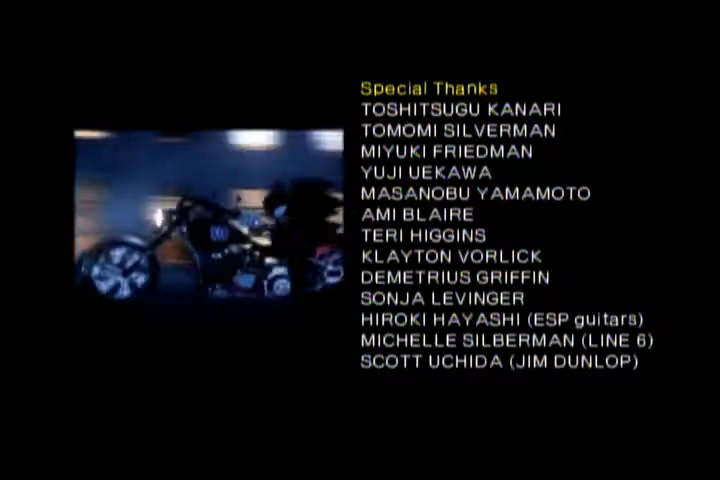 Special Thanks
TOSHITSUGU KANARI
TOMOMI SILVERMAN
MIYUKI FRIEDMAN
YUJI UEKAWA
MASANOBU YAMAMOTO
AMI BLAIRE
TERI HIGGINS
KLAYTON VORLICK
DEMETRIUS GRIFFIN
SONJA LEVINGER
HIROKI HAYASHI (ESP guitars)
MICHELLE SILBERMAN (LINE 6)
SCOTT UCHIDA (JIM DUNLOP)